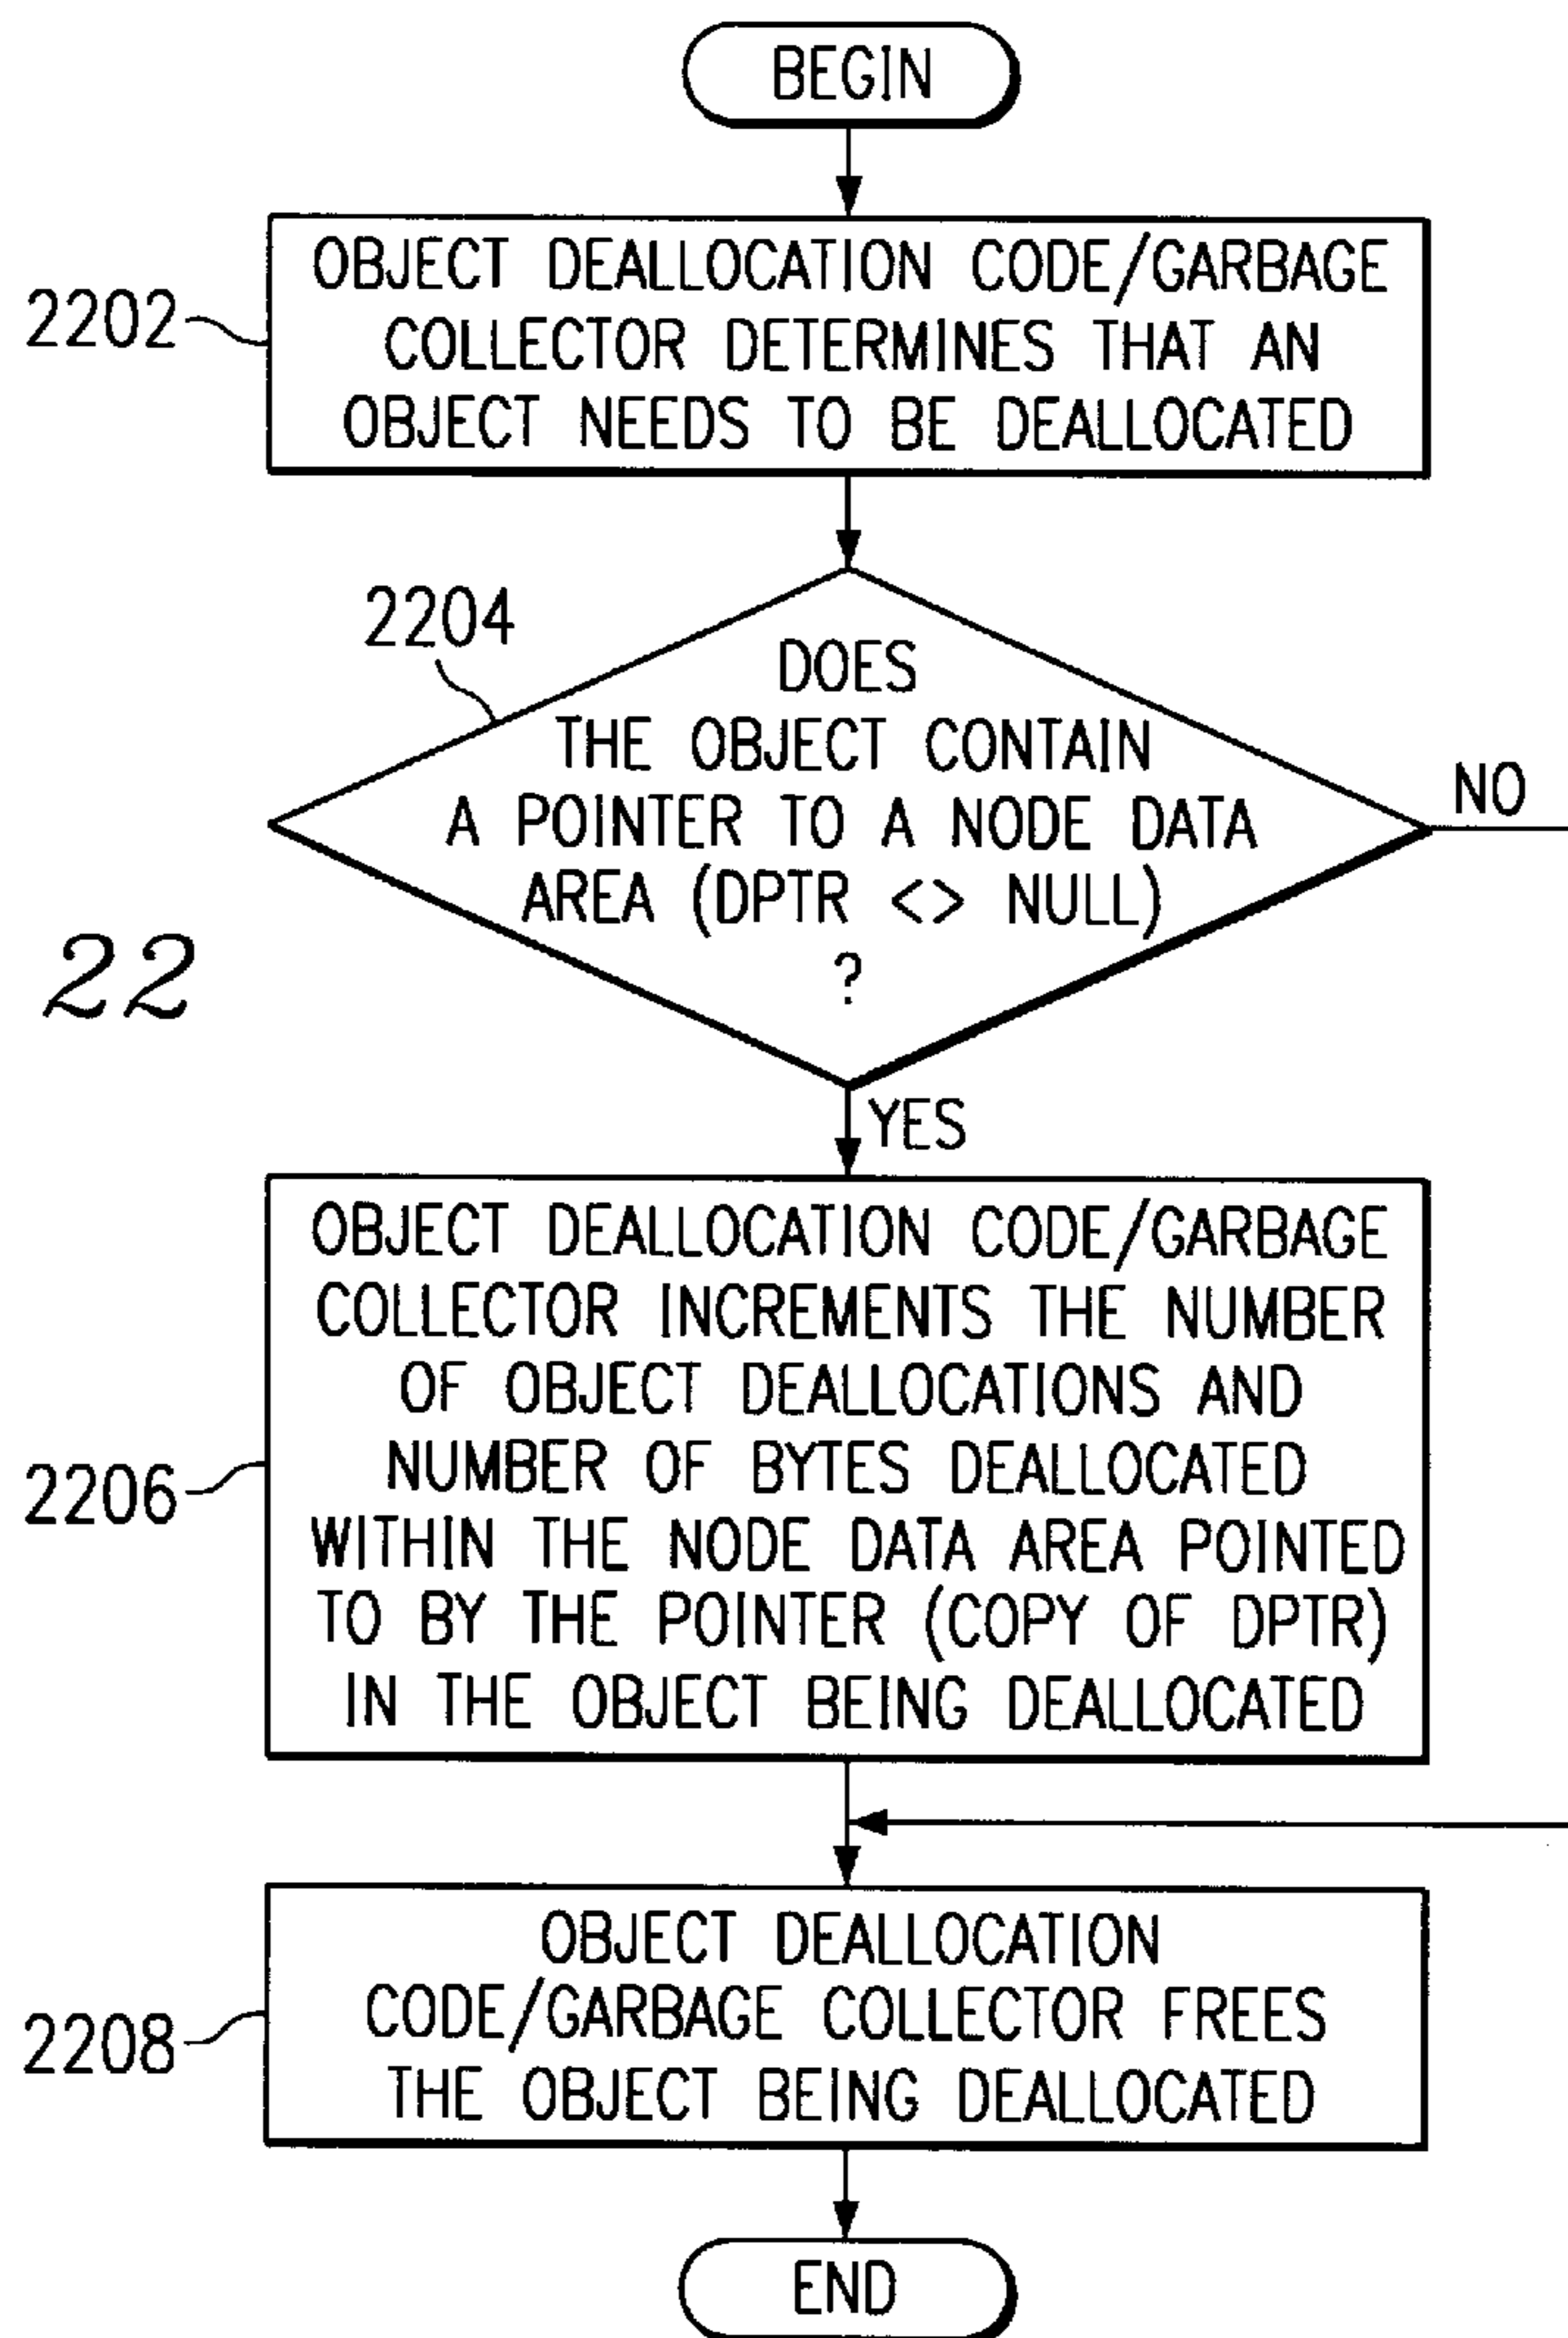 BEGIN
2202
OBJECT DEALLOCATION CODE/GARBAGE
COLLECTOR DETERMINES THAT AN
OBJECT NEEDS TO BE DEALLOCATED
2204
DOES
THE OBJECT CONTAIN
A POINTER TO A NODE DATA
AREA (DPTR <> NULL)
?
NO
22
YES
2206
OBJECT DEALLOCATION CODE/GARBAGE
COLLECTOR INCREMENTS THE NUMBER
OF OBJECT DEALLOCATIONS AND
NUMBER OF BYTES DEALLOCATED
WITHIN THE NODE DATA AREA POINTED
TO BY THE POINTER (COPY OF DPTR)
IN THE OBJECT BEING DEALLOCATED
2208
OBJECT DEALLOCATION
CODE/GARBAGE COLLECTOR FREES
THE OBJECT BEING DEALLOCATED
END